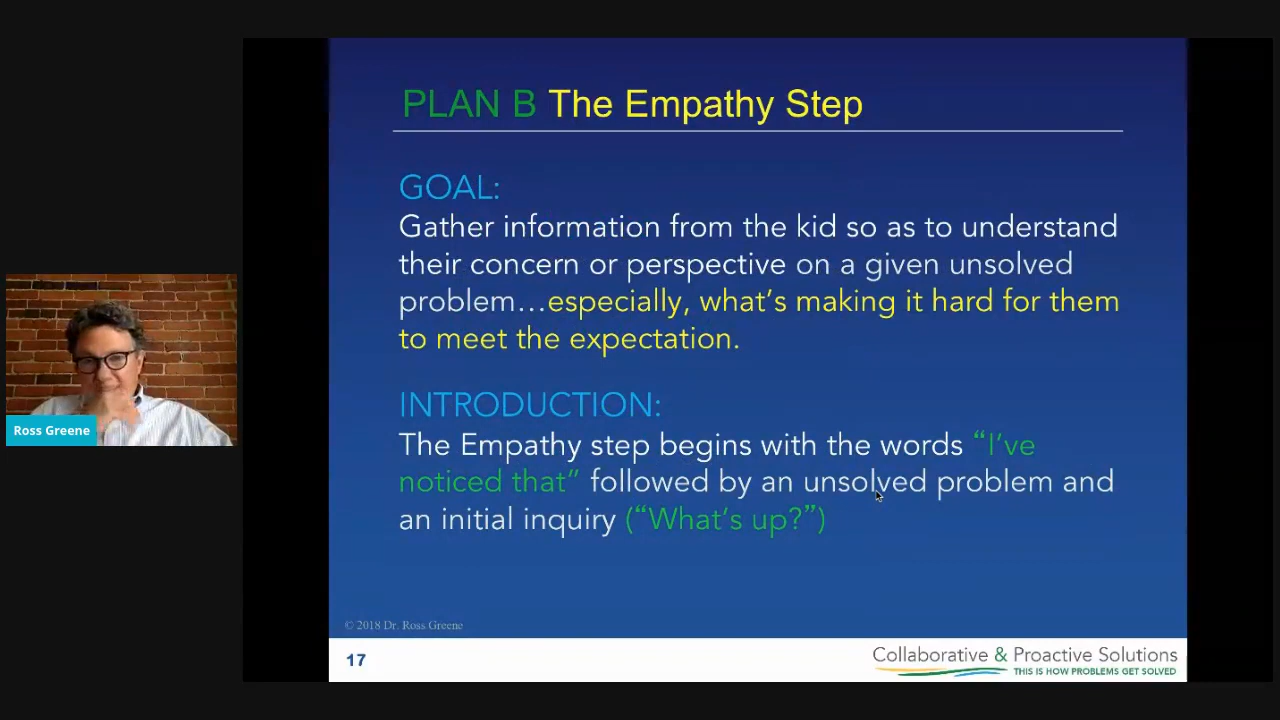 PLAN B The Empathy Step
GOAL:
Gather information from the kid so as to understand
their concern or perspective on a given unsolved
problem…especially, what’s making it hard for them
to meet the expectation.
INTRODUCTION:
The Empathy step begins with the words “I’ve
noticed that” followed by an unsolved problem and
an initial inquiry (“What’s up?”)
Ross Greene
© 2018 Dr. Ross Greene
17
Collaborative & Proactive Solutions
THIS IS HOW PROBLEMS GET SOLVED